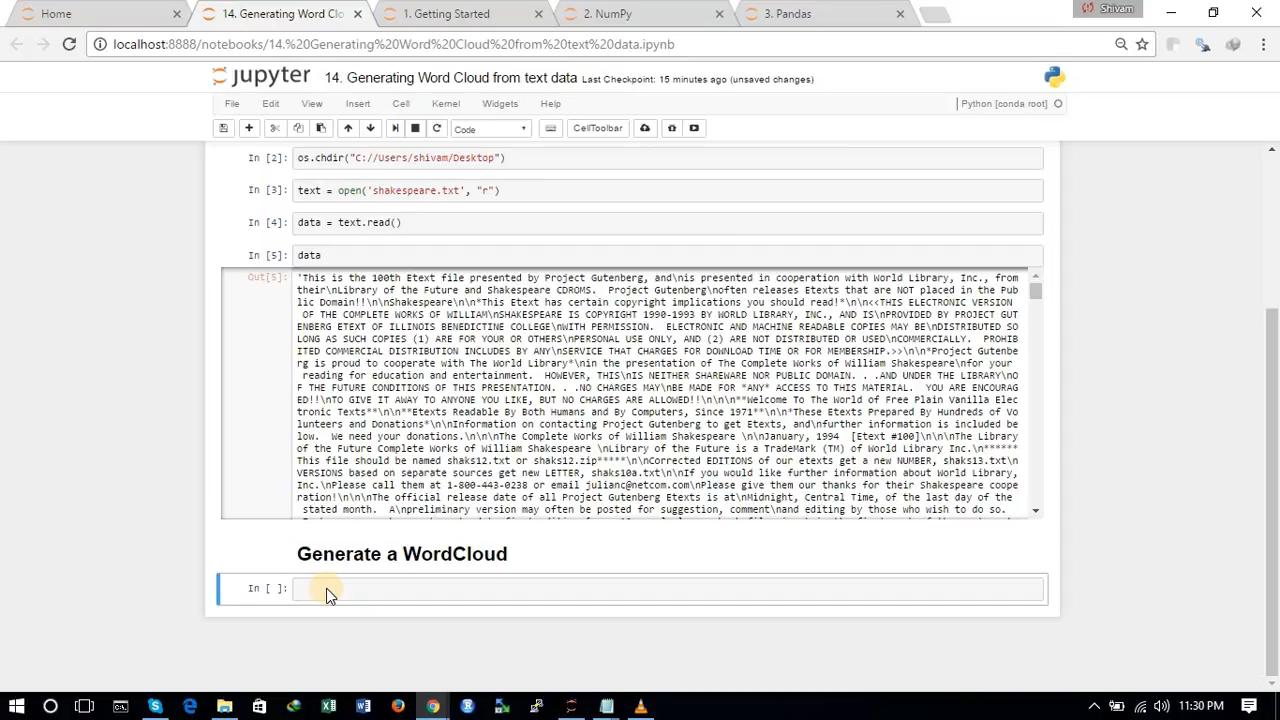 Home
14. Generating Word Clo
1. Getting Started
2. NumPy
3. Pandas
Shivam
localhost:8888/notebooks/14.%20Generating%20Word%20Cloud%20from%20text%20data.ipynb
jupyter 14. Generating Word Cloud from text data Last Checkpoint: 15 minutes ago (unsaved changes)
File Edit View Insert Cell Kernel Widgets Help Python [conda root]
Code CellToolbar
In [2]: os.chdir("C://Users/shivam/Desktop")
In [3]: text = open('shakespeare.txt', "r")
In [4]: data = text.read()
In [5]: data
Out[5]: 'This is the 100th Etext file presented by Project Gutenberg, and\nis presented in cooperation with World Library, Inc., from
their\nLibrary of the Future and Shakespeare CDROMS.  Project Gutenberg\noften releases Etexts that are NOT placed in the Pub
lic Domain!!\n\nShakespeare\n\n*This Etext has certain copyright implications you should read!*\n\n<<THIS ELECTRONIC VERSION
OF THE COMPLETE WORKS OF WILLIAM\nSHAKESPEARE IS COPYRIGHT 1990-1993 BY WORLD LIBRARY, INC., AND IS\nPROVIDED BY PROJECT GUT
ENBERG ETEXT OF ILLINOIS BENEDICTINE COLLEGE\nWITH PERMISSION.  ELECTRONIC AND MACHINE READABLE COPIES MAY BE\nDISTRIBUTED SO
LONG AS SUCH COPIES (1) ARE FOR YOUR OR OTHERS\nPERSONAL USE ONLY, AND (2) ARE NOT DISTRIBUTED OR USED\nCOMMERCIALLY.  PROHIB
ITED COMMERCIAL DISTRIBUTION INCLUDES BY ANY\nSERVICE THAT CHARGES FOR DOWNLOAD TIME OR FOR MEMBERSHIP.>>\n\n*Project Gutenbe
rg is proud to cooperate with The World Library*\nin the presentation of The Complete Works of William Shakespeare\nfor your
reading for education and entertainment.  HOWEVER, THIS\nIS NEITHER SHAREWARE NOR PUBLIC DOMAIN. . .AND UNDER THE LIBRARY\nO
F THE FUTURE CONDITIONS OF THIS PRESENTATION. . .NO CHARGES MAY\nBE MADE FOR *ANY* ACCESS TO THIS MATERIAL.  YOU ARE ENCOURAG
ED!!\nTO GIVE IT AWAY TO ANYONE YOU LIKE, BUT NO CHARGES ARE ALLOWED!!\n\n\n**Welcome To The World of Free Plain Vanilla Elec
tronic Texts**\n\n**Etexts Readable By Both Humans and By Computers, Since 1971**\n\n*These Etexts Prepared By Hundreds of Vo
lunteers and Donations*\n\nInformation on contacting Project Gutenberg to get Etexts, and\nfurther information is included be
low.  We need your donations.\n\n\nThe Complete Works of William Shakespeare \n\nJanuary, 1994  [Etext #100]\n\n\nThe Library
of the Future Complete Works of William Shakespeare \nLibrary of the Future is a TradeMark (TM) of World Library Inc.\n******
This file should be named shaks12.txt or shaks12.zip*****\n\nCorrected EDITIONS of our etexts get a new NUMBER, shaks13.txt\n
VERSIONS based on separate sources get new LETTER, shaks10a.txt\n\nIf you would like further information about World Library,
Inc.\nPlease call them at 1-800-443-0238 or email julianc@netcom.com\nPlease give them our thanks for their Shakespeare coope
ration!\n\n\nThe official release date of all Project Gutenberg Etexts is at\nMidnight, Central Time, of the last day of the
stated month.  A\npreliminary version may often be posted for suggestion, comment\nand editing by those who wish to do so.
Generate a WordCloud
In [ ]:
11:30 PM